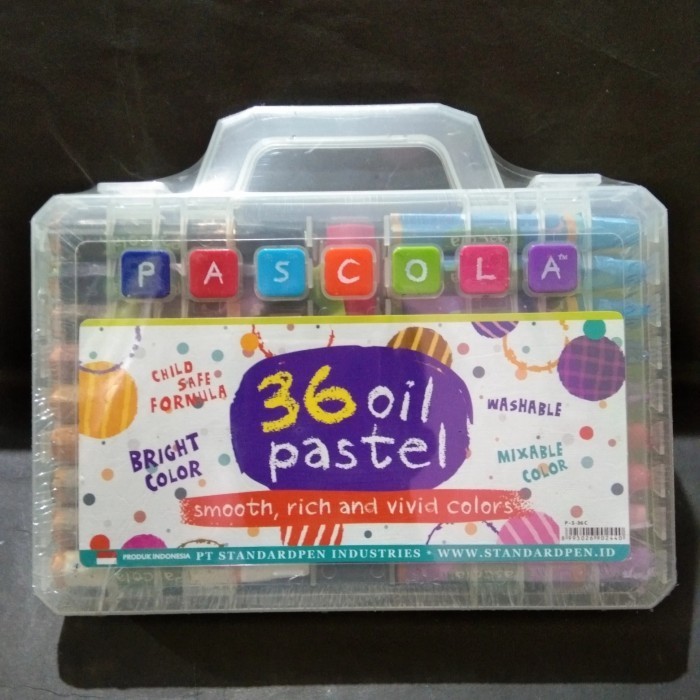 PASCOLA™
CHILD
SAFE
FORMULA
36 oil
pastel
WASHABLE
BRIGHT
COLOR
MIXABLE
COLOR
smooth, rich and vivid colors
PRODUK INDONESIA PT STANDARDPEN INDUSTRIES • WWW.STANDARDPEN.ID